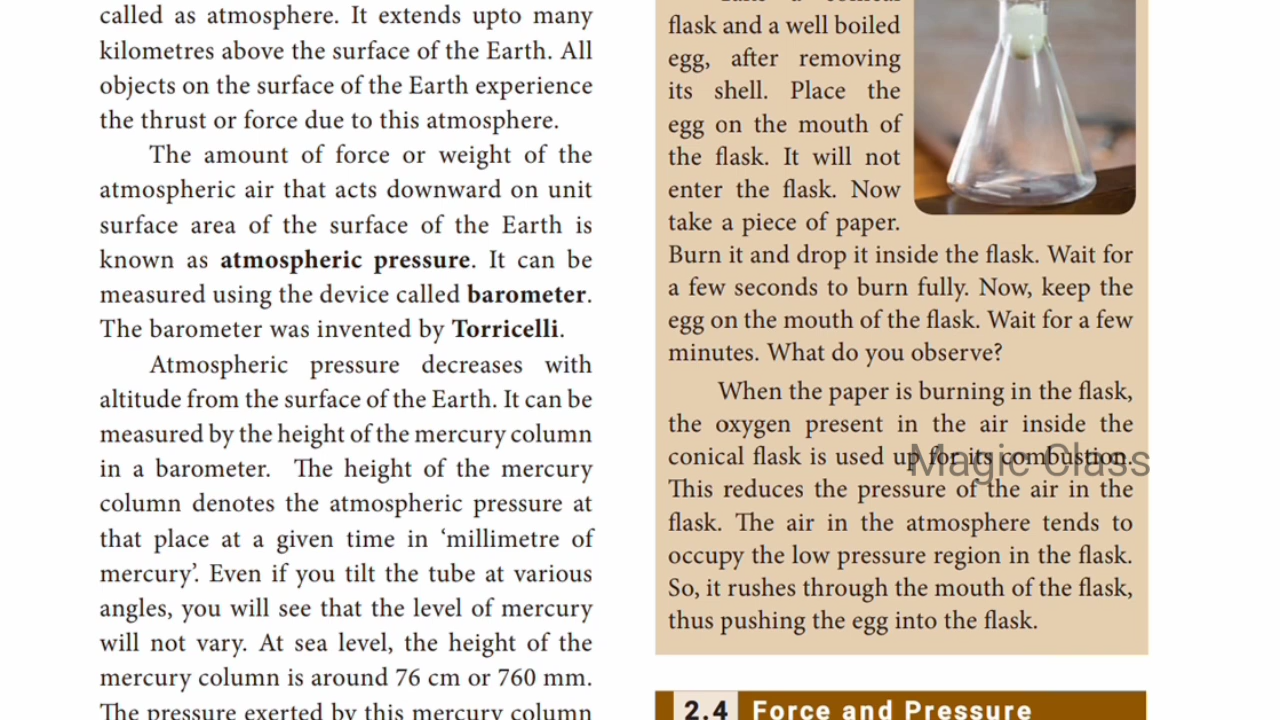 called as atmosphere. It extends upto many
kilometres above the surface of the Earth. All
objects on the surface of the Earth experience
the thrust or force due to this atmosphere.
The amount of force or weight of the
atmospheric air that acts downward on unit
surface area of the surface of the Earth is
known as atmospheric pressure. It can be
measured using the device called barometer.
The barometer was invented by Torricelli.
Atmospheric pressure decreases with
altitude from the surface of the Earth. It can be
measured by the height of the mercury column
in a barometer. The height of the mercury
column denotes the atmospheric pressure at
that place at a given time in ‘millimetre of
mercury’. Even if you tilt the tube at various
angles, you will see that the level of mercury
will not vary. At sea level, the height of the
mercury column is around 76 cm or 760 mm.
The pressure exerted by this mercury column
Take a conical
flask and a well boiled
egg, after removing
its shell. Place the
egg on the mouth of
the flask. It will not
enter the flask. Now
take a piece of paper.
Burn it and drop it inside the flask. Wait for
a few seconds to burn fully. Now, keep the
egg on the mouth of the flask. Wait for a few
minutes. What do you observe?
When the paper is burning in the flask,
the oxygen present in the air inside the
conical flask is used up for its combustion.
Magic Class
This reduces the pressure of the air in the
flask. The air in the atmosphere tends to
occupy the low pressure region in the flask.
So, it rushes through the mouth of the flask,
thus pushing the egg into the flask.
2.4 Force and Pressure